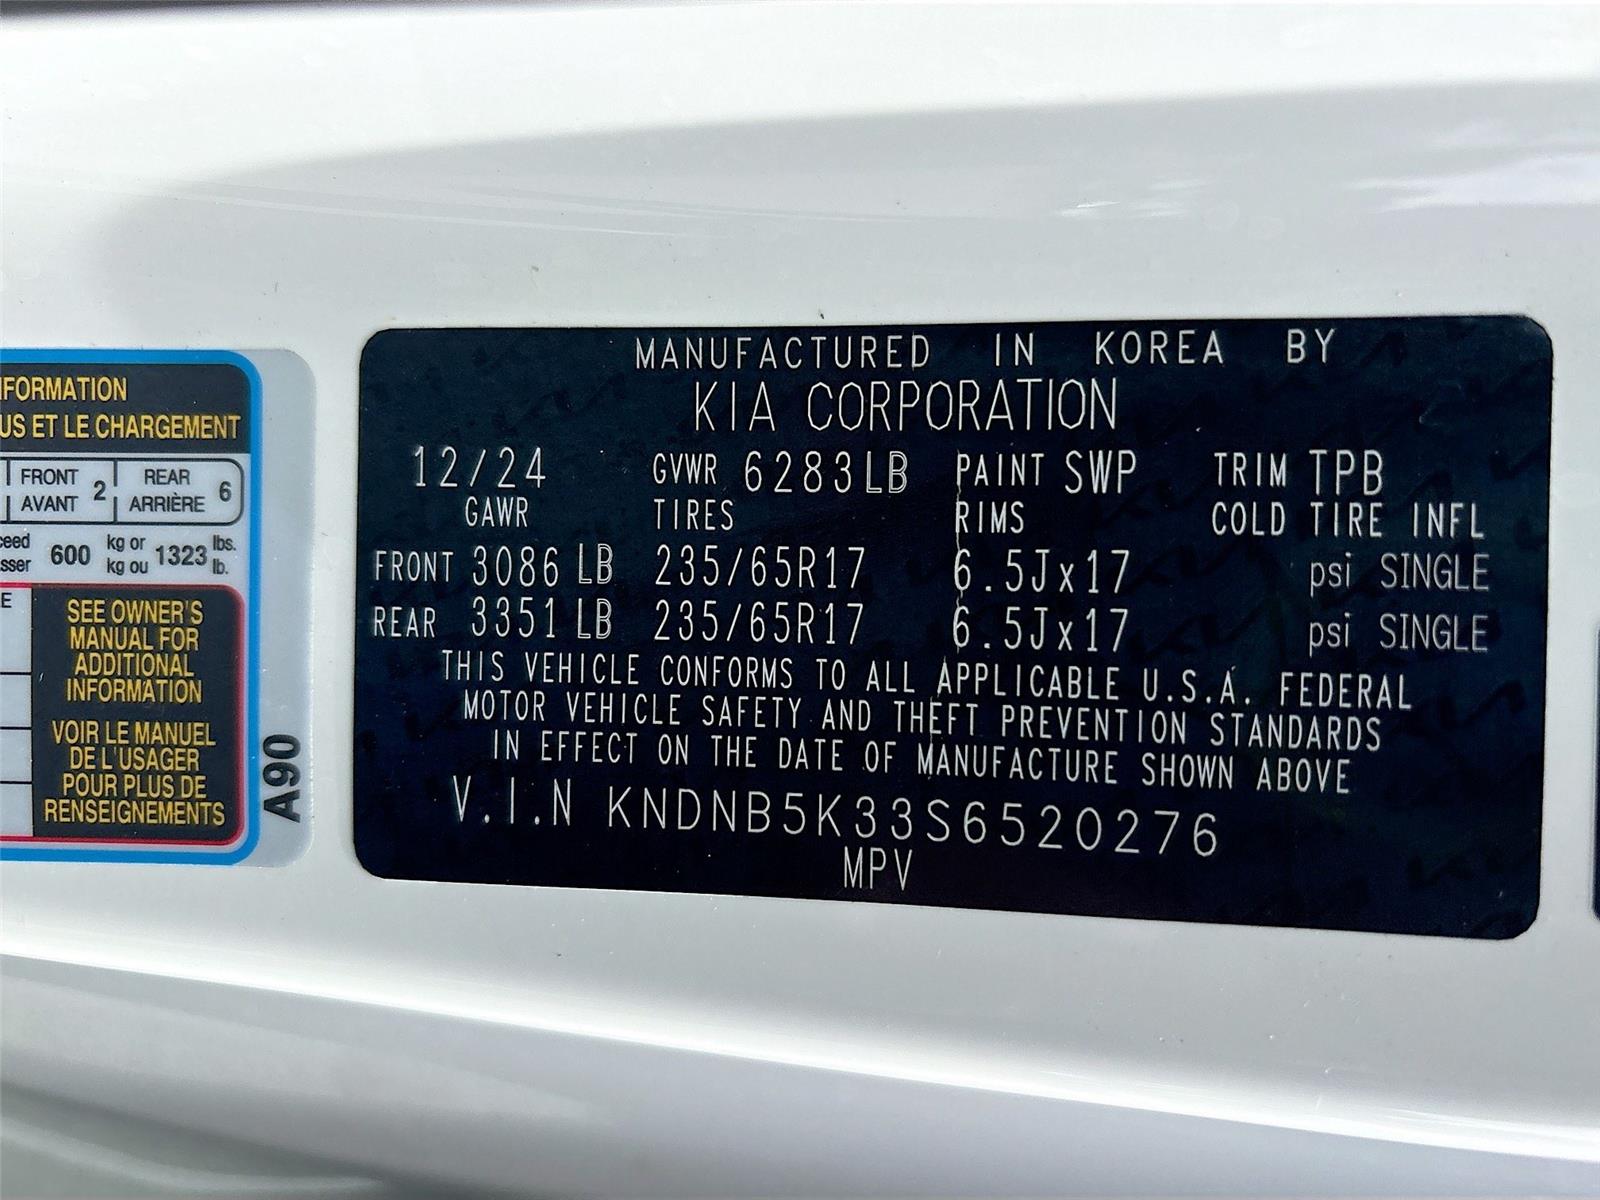 NFORMATION
US ET LE CHARGEMENT
FRONT 2 REAR 6
AVANT ARRIÈRE
ceed 600 kg or 1323 lbs.
sser kg ou lb.
E
SEE OWNER'S
MANUAL FOR
ADDITIONAL
INFORMATION
VOIR LE MANUEL
DE L'USAGER
POUR PLUS DE
RENSEIGNEMENTS
A90
MANUFACTURED IN KOREA BY
KIA CORPORATION
12/24 GVWR 6283LB PAINT SWP TRIM TPB
GAWR TIRES RIMS COLD TIRE INFL
FRONT 3086 LB 235/65R17 6.5Jx17 psi SINGLE
REAR 3351 LB 235/65R17 6.5Jx17 psi SINGLE
THIS VEHICLE CONFORMS TO ALL APPLICABLE U.S.A. FEDERAL
MOTOR VEHICLE SAFETY AND THEFT PREVENTION STANDARDS
IN EFFECT ON THE DATE OF MANUFACTURE SHOWN ABOVE
V.I.N KNDNB5K33S6520276
MPV